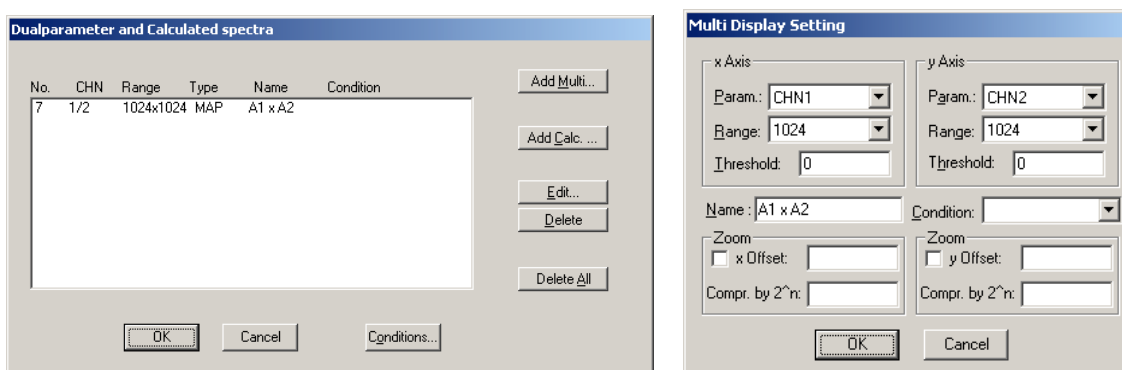 Dualparameter and Calculated spectra
No. CHN Range Type Name Condition
7 1/2 1024x1024 MAP A1 x A2
Add Multi...
Add Calc. ...
Edit...
Delete
Delete All
OK Cancel Conditions...
Multi Display Setting
x Axis y Axis
Param.: CHN1 Param.: CHN2
Range: 1024 Range: 1024
Threshold: 0 Threshold: 0
Name : A1 x A2 Condition:
Zoom Zoom
x Offset: y Offset:
Compr. by 2^n: Compr. by 2^n:
OK Cancel